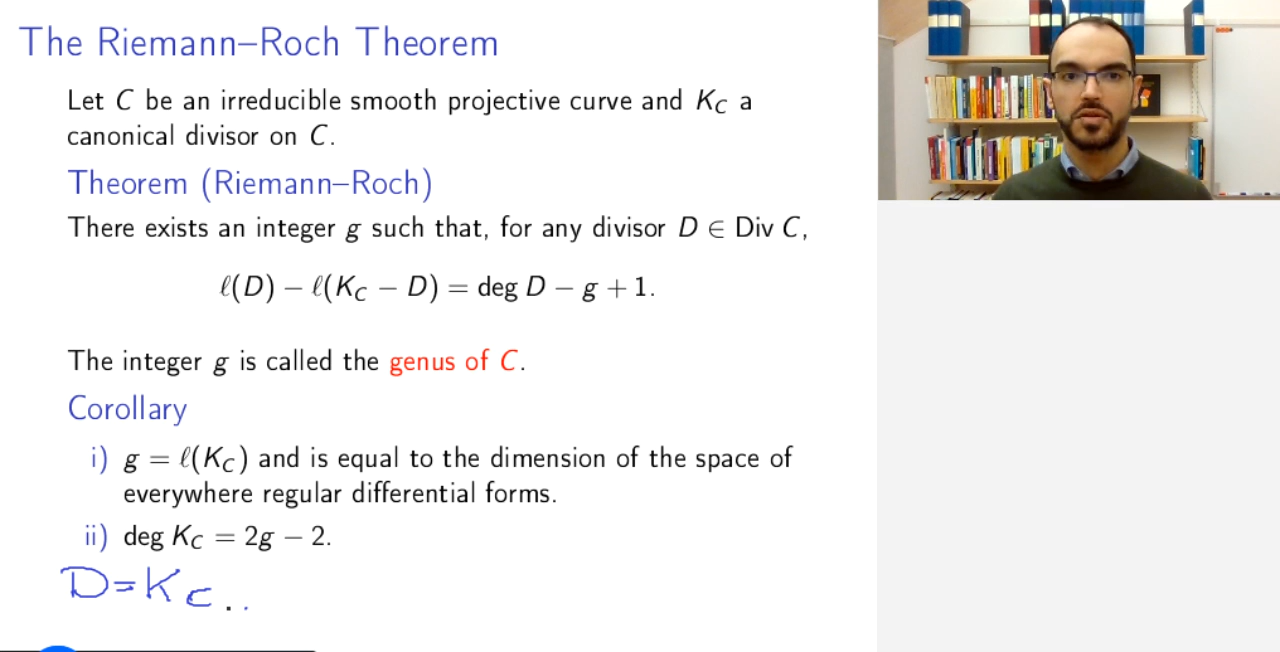 The Riemann–Roch Theorem
Let C be an irreducible smooth projective curve and K_C a
canonical divisor on C.
Theorem (Riemann–Roch)
There exists an integer g such that, for any divisor D ∈ Div C,
ℓ(D) − ℓ(K_C − D) = deg D − g + 1.
The integer g is called the genus of C.
Corollary
i) g = ℓ(K_C) and is equal to the dimension of the space of
everywhere regular differential forms.
ii) deg K_C = 2g − 2.
D=K_C..